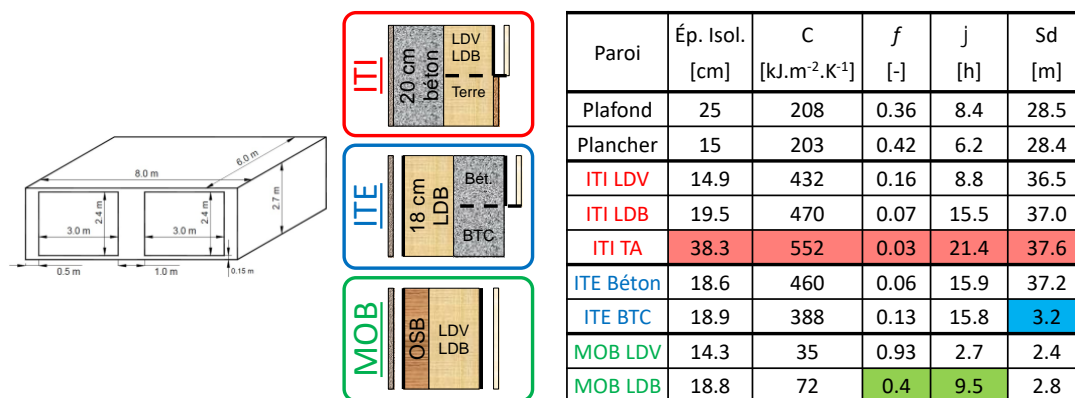 8.0 m
6.0 m
2.4 m
2.4 m
2.7 m
3.0 m
3.0 m
0.5 m
1.0 m
0.15 m
ITI
20 cm
béton
LDV
LDB
Terre
ITE
18 cm
LDB
Bét.
BTC
MOB
OSB
LDV
LDB
Paroi Ép. Isol. [cm] C [kJ.m⁻².K⁻¹] f [-] j [h] Sd [m]
Plafond 25 208 0.36 8.4 28.5
Plancher 15 203 0.42 6.2 28.4
ITI LDV 14.9 432 0.16 8.8 36.5
ITI LDB 19.5 470 0.07 15.5 37.0
ITI TA 38.3 552 0.03 21.4 37.6
ITE Béton 18.6 460 0.06 15.9 37.2
ITE BTC 18.9 388 0.13 15.8 3.2
MOB LDV 14.3 35 0.93 2.7 2.4
MOB LDB 18.8 72 0.4 9.5 2.8